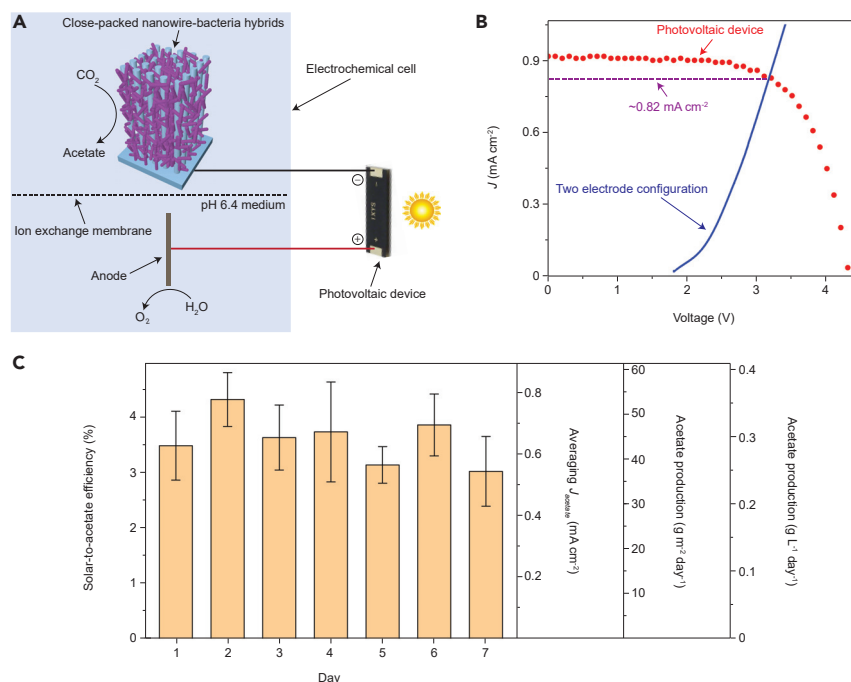 A
Close-packed nanowire-bacteria hybrids
CO2
Acetate
Electrochemical cell
pH 6.4 medium
Ion exchange membrane
Anode
H2O
O2
−
+
Photovoltaic device
B
Photovoltaic device
~0.82 mA cm-2
Two electrode configuration
J (mA cm-2)
0.9
0.6
0.3
0
0 1 2 3 4
Voltage (V)
C
Solar-to-acetate efficiency (%)
4
3
2
1
0
1 2 3 4 5 6 7
Day
Averaging Jacetate (mA cm-2)
0.8
0.6
0.4
0.2
Acetate production (g m-2 day-1)
60
50
40
30
20
10
Acetate production (g L-1 day-1)
0.4
0.3
0.2
0.1
0